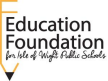 Education
Foundation
for Isle of Wight Public Schools